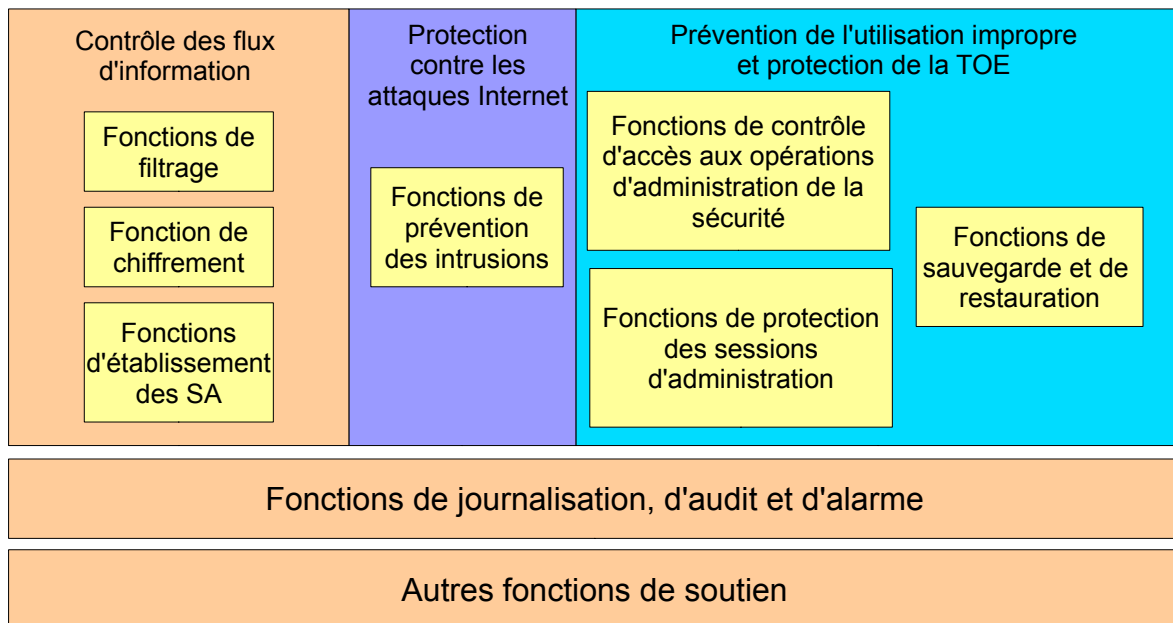 Contrôle des flux
d'information
Fonctions de
filtrage
Fonction de
chiffrement
Fonctions
d'établissement
des SA
Protection
contre les
attaques Internet
Fonctions de
prévention
des intrusions
Prévention de l'utilisation impropre
et protection de la TOE
Fonctions de contrôle
d'accès aux opérations
d'administration de la
sécurité
Fonctions de protection
des sessions
d'administration
Fonctions de
sauvegarde et de
restauration
Fonctions de journalisation, d'audit et d'alarme
Autres fonctions de soutien